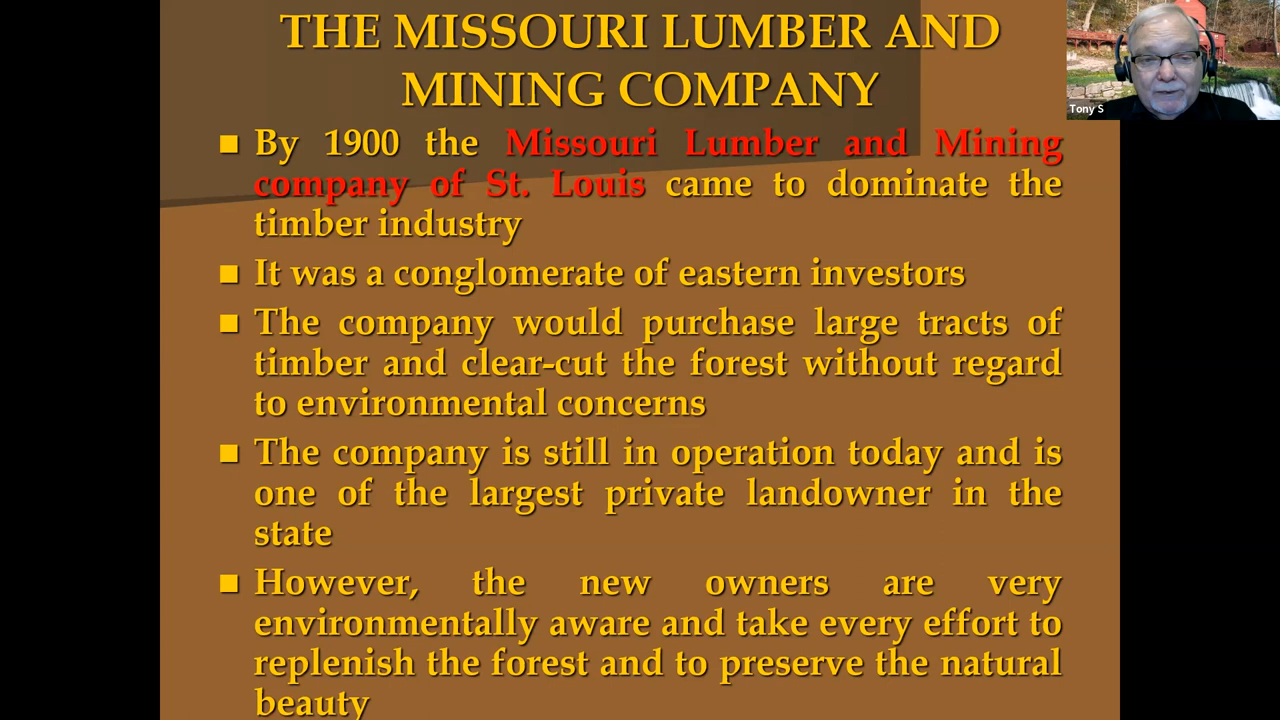 THE MISSOURI LUMBER AND
MINING COMPANY
Tony S
■ By 1900 the Missouri Lumber and Mining
company of St. Louis came to dominate the
timber industry
■ It was a conglomerate of eastern investors
■ The company would purchase large tracts of
timber and clear-cut the forest without regard
to environmental concerns
■ The company is still in operation today and is
one of the largest private landowner in the
state
■ However, the new owners are very
environmentally aware and take every effort to
replenish the forest and to preserve the natural
beauty